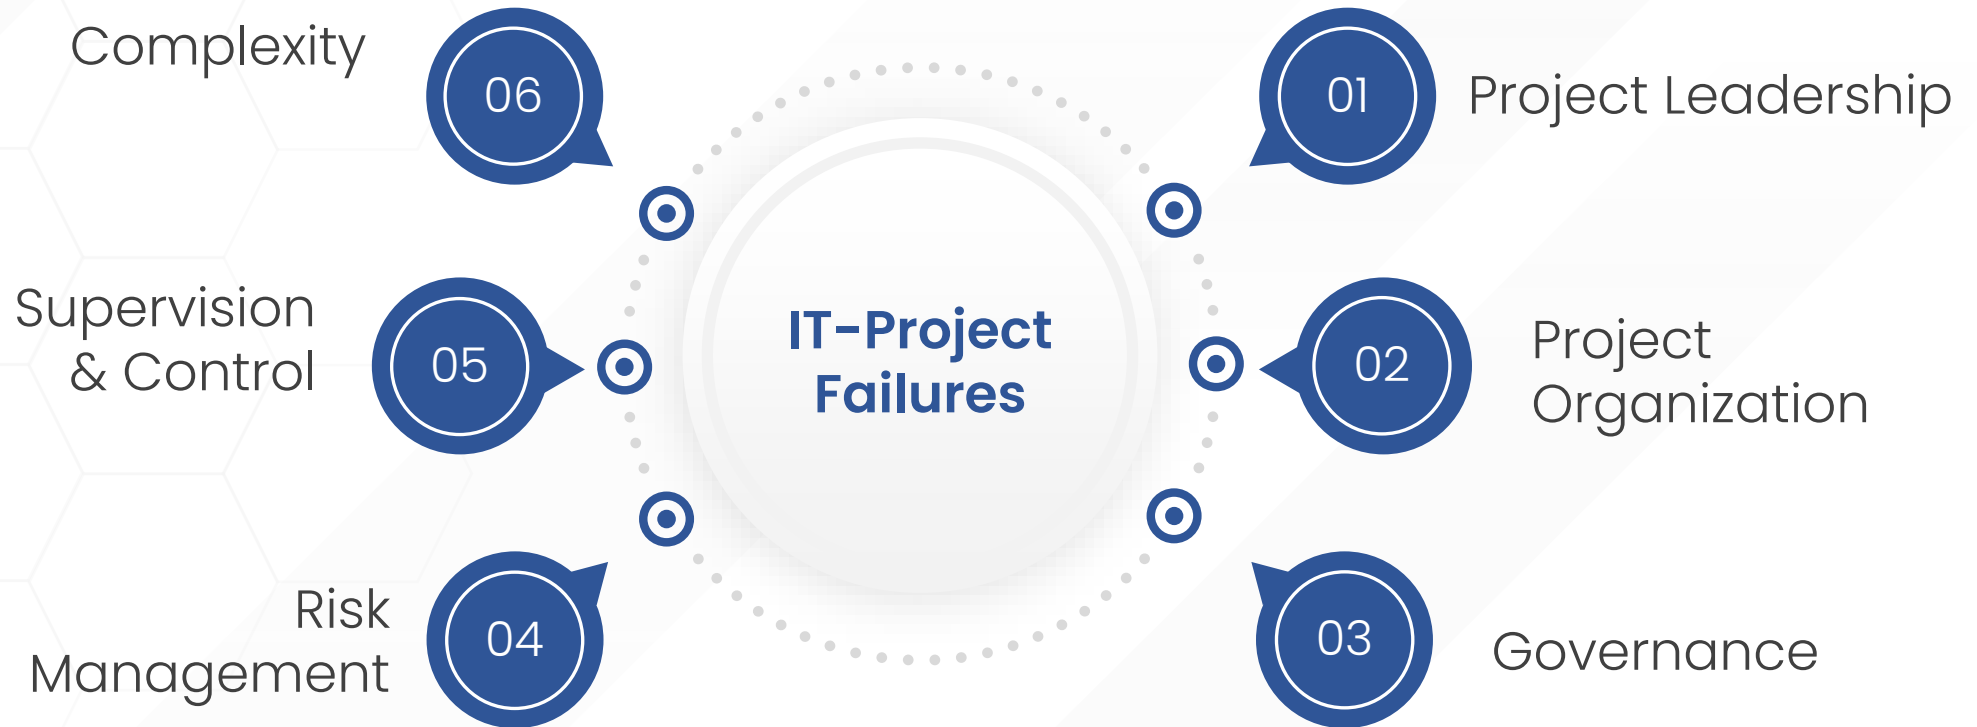 IT-Project
Failures
01
Project Leadership
02
Project
Organization
03
Governance
04
Risk
Management
05
Supervision
& Control
06
Complexity